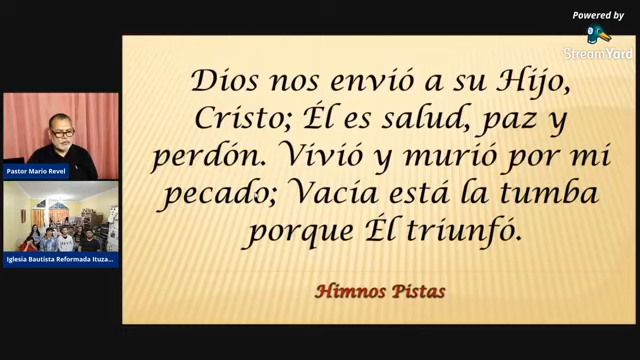 Powered by
StreamYard
Dios nos envió a su Hijo,
Cristo; Él es salud, paz y
perdón. Vivió y murió por mi
pecado; Vacía está la tumba
porque Él triunfó.
Himnos Pistas
Pastor Mario Revel
Iglesia Bautista Reformada Ituza...